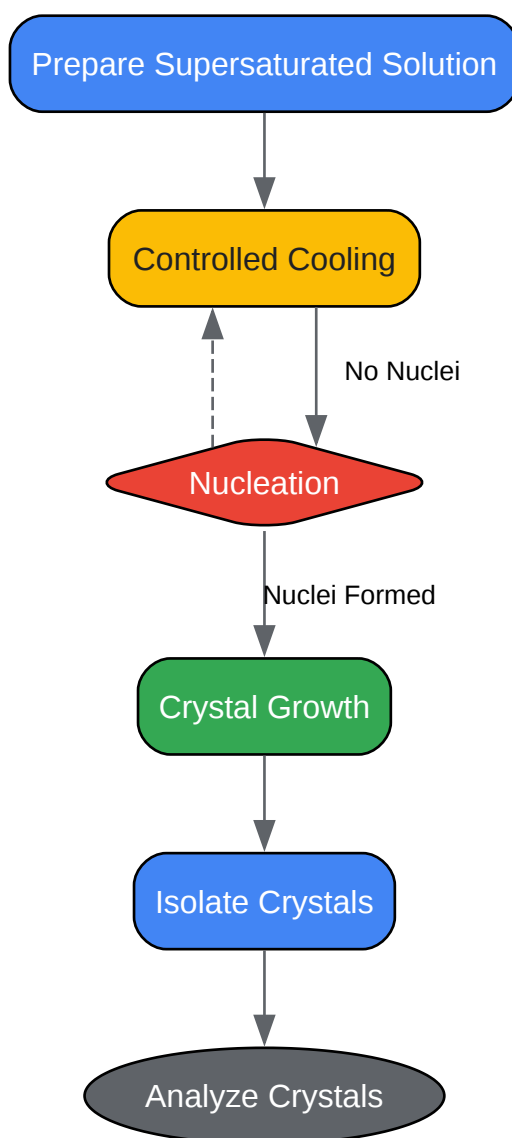 Prepare Supersaturated Solution
Controlled Cooling
No Nuclei
Nucleation
Nuclei Formed
Crystal Growth
Isolate Crystals
Analyze Crystals